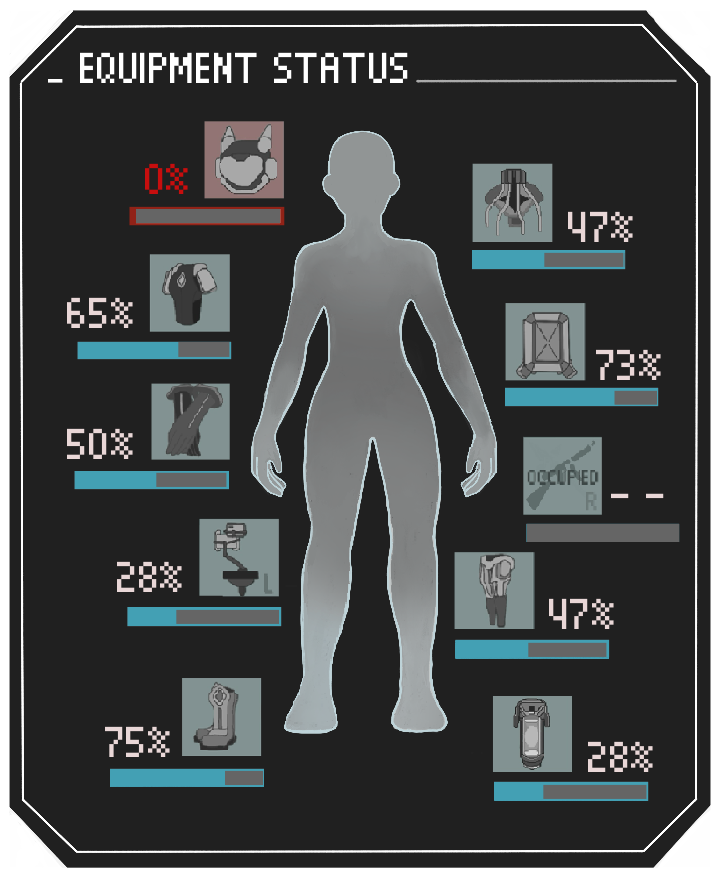 _ EQUIPMENT STATUS
0%
47%
65%
73%
50%
OCCUPIED
R
- -
28%
L
47%
75%
28%